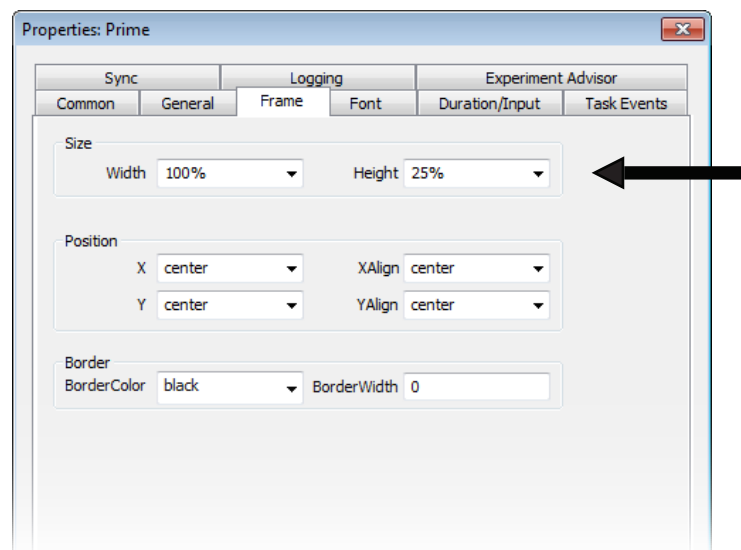 Properties: Prime
Sync Logging Experiment Advisor
Common General Frame Font Duration/Input Task Events
Size
Width 100% Height 25%
Position
X center XAlign center
Y center YAlign center
Border
BorderColor black BorderWidth 0